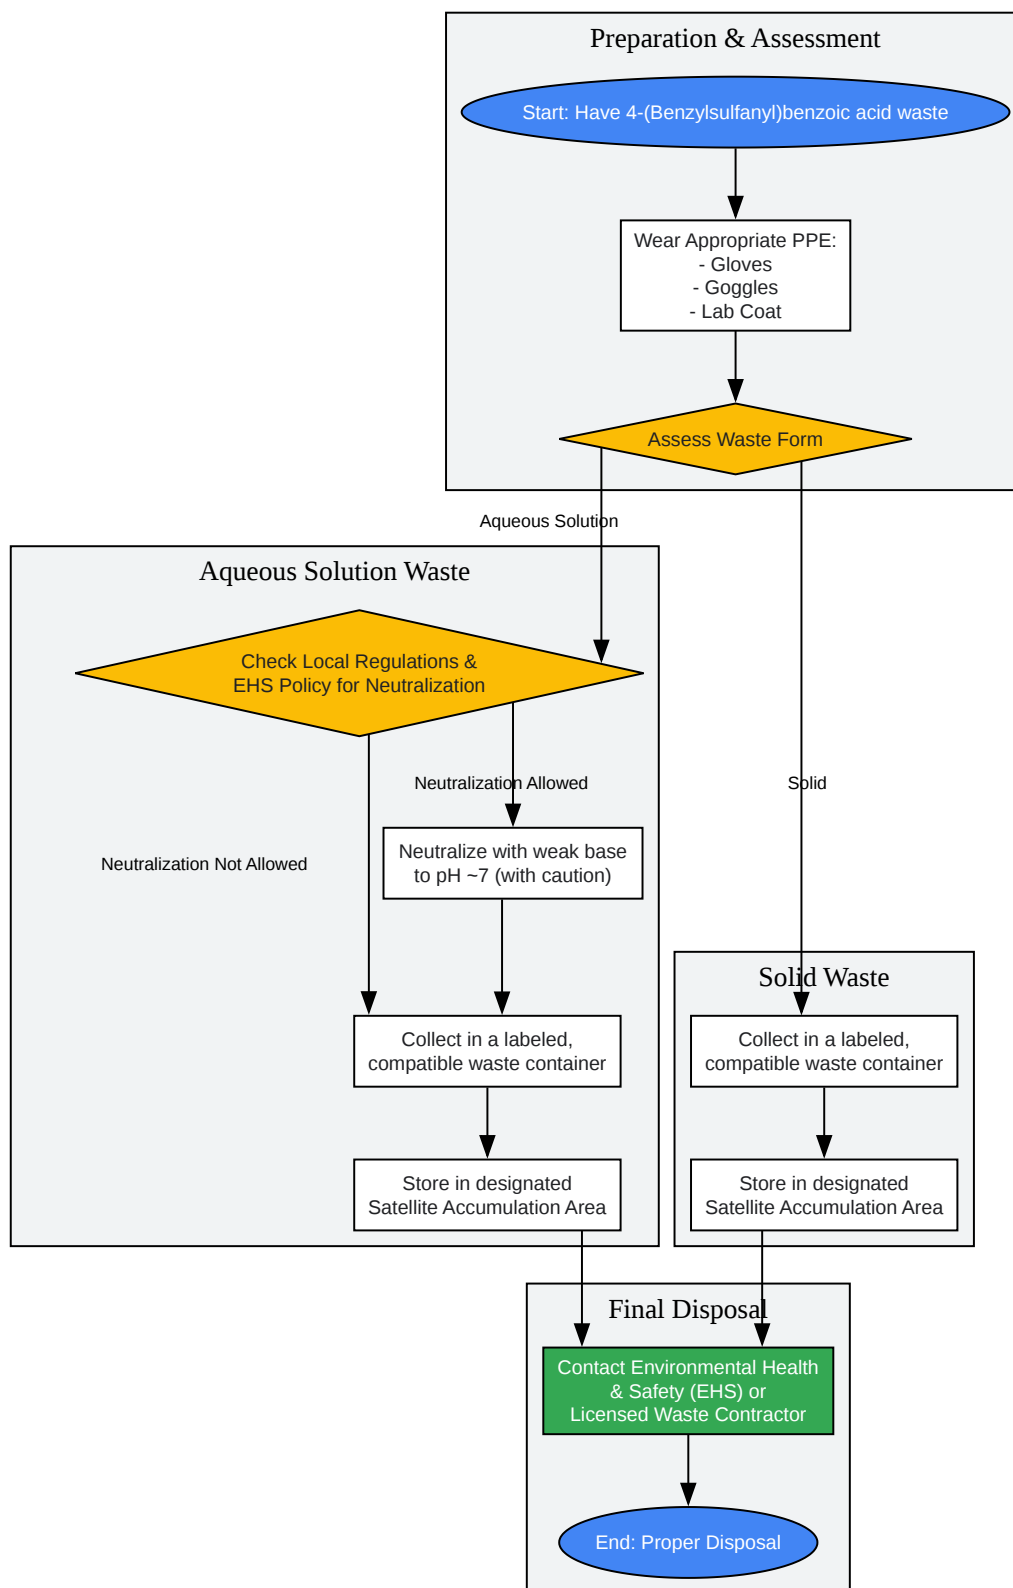 Preparation & Assessment
Start: Have 4-(Benzylsulfanyl)benzoic acid waste
Wear Appropriate PPE:
- Gloves
- Goggles
- Lab Coat
Assess Waste Form
Aqueous Solution
Aqueous Solution Waste
Check Local Regulations &
EHS Policy for Neutralization
Neutralization Allowed
Solid
Neutralization Not Allowed
Neutralize with weak base
to pH ~7 (with caution)
Solid Waste
Collect in a labeled,
compatible waste container
Collect in a labeled,
compatible waste container
Store in designated
Satellite Accumulation Area
Store in designated
Satellite Accumulation Area
Final Disposal
Contact Environmental Health
& Safety (EHS) or
Licensed Waste Contractor
End: Proper Disposal